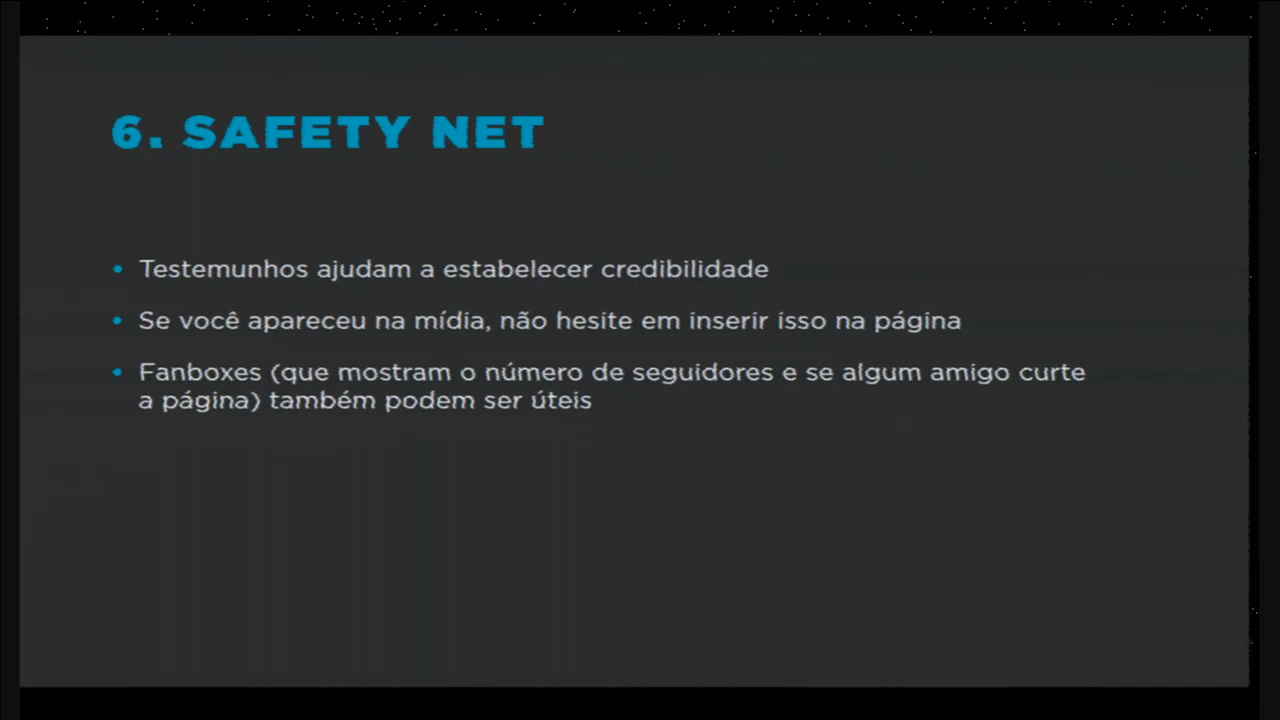 6. SAFETY NET
• Testemunhos ajudam a estabelecer credibilidade
• Se você apareceu na mídia, não hesite em inserir isso na página
• Fanboxes (que mostram o número de seguidores e se algum amigo curte
a página) também podem ser úteis